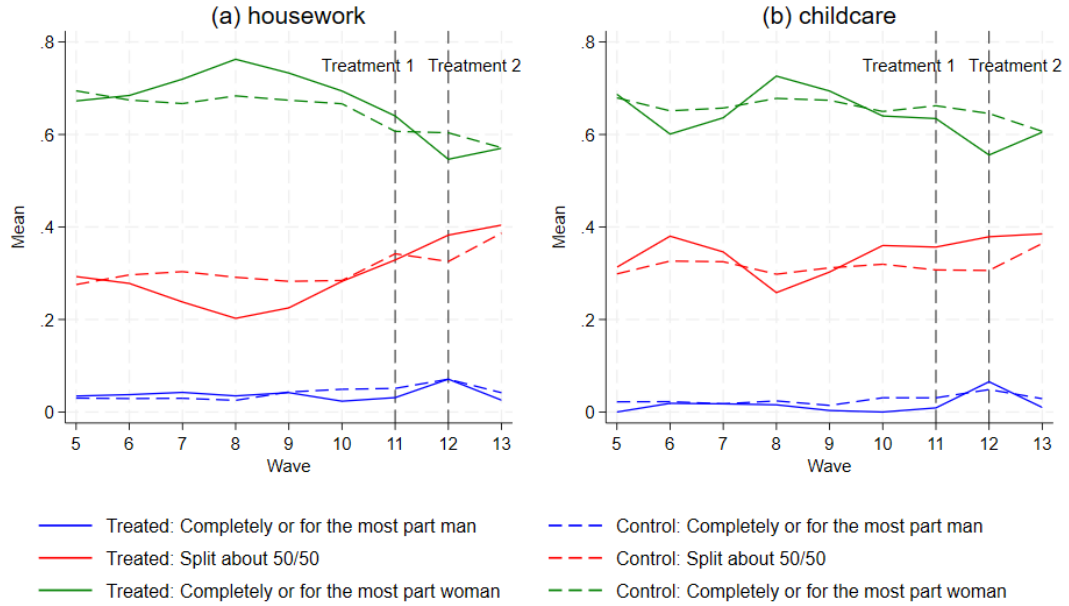 (a) housework
.8
.6
.4
.2
0
Mean
Treatment 1 Treatment 2
5 6 7 8 9 10 11 12 13
Wave
(b) childcare
.8
.6
.4
.2
0
Mean
Treatment 1 Treatment 2
5 6 7 8 9 10 11 12 13
Wave
Treated: Completely or for the most part man
Control: Completely or for the most part man
Treated: Split about 50/50
Control: Split about 50/50
Treated: Completely or for the most part woman
Control: Completely or for the most part woman